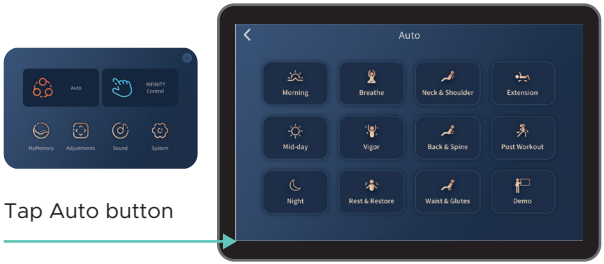 Auto
INFINITY
Control
MyMemory Adjustments Sound System
Tap Auto button
Auto
Morning Breathe Neck & Shoulder Extension
Mid-day Vigor Back & Spine Post Workout
Night Rest & Restore Waist & Glutes Demo